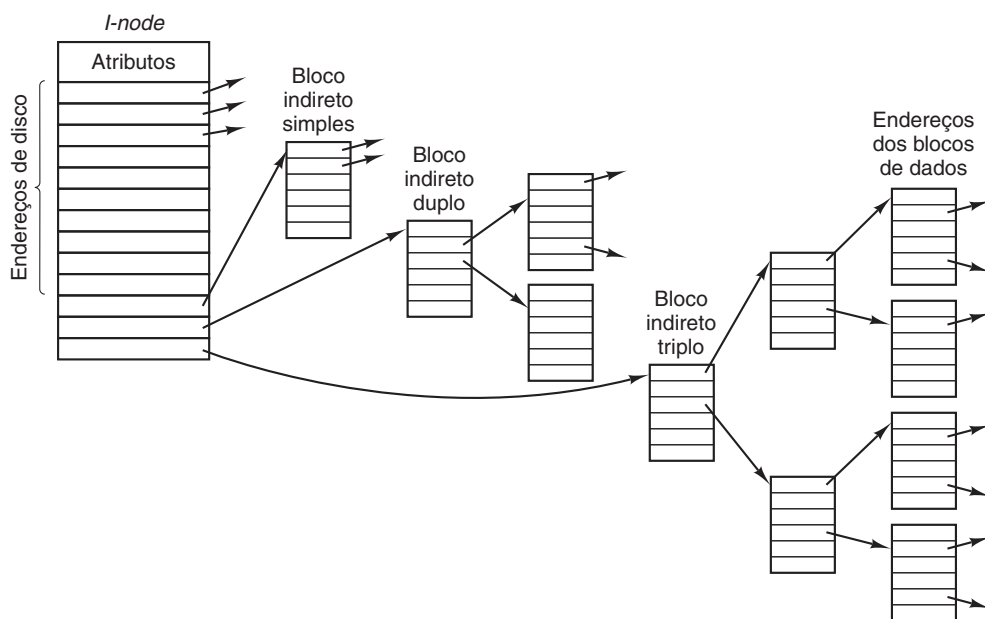 I-node
Atributos
Endereços de disco
Bloco
indireto
simples
Bloco
indireto
duplo
Bloco
indireto
triplo
Endereços
dos blocos
de dados